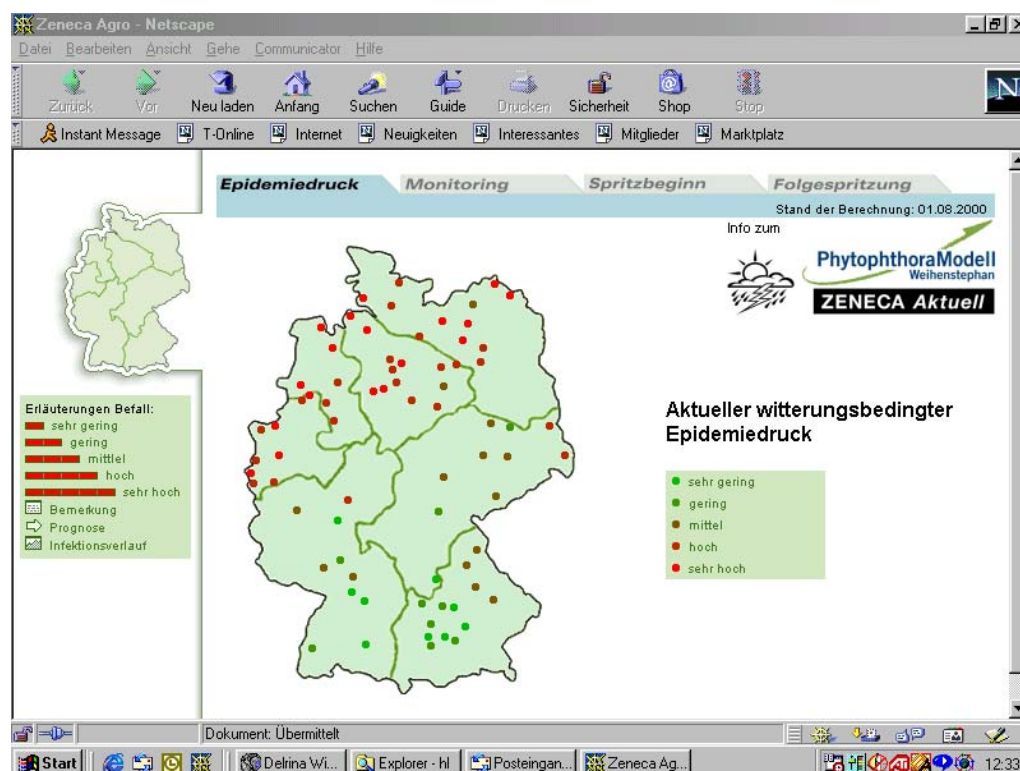 Zeneca Agro - Netscape
Datei Bearbeiten Ansicht Gehe Communicator Hilfe
Zurück Vor Neu laden Anfang Suchen Guide Drucken Sicherheit Shop Stop
N
Instant Message T-Online Internet Neuigkeiten Interessantes Mitglieder Marktplatz
Epidemiedruck Monitoring Spritzbeginn Folgespritzung
Stand der Berechnung: 01.08.2000
Info zum
PhytophthoraModell
Weihenstephan
ZENECA Aktuell
Erläuterungen Befall:
sehr gering
gering
mittlel
hoch
sehr hoch
Bemerkung
Prognose
Infektionsverlauf
Aktueller witterungsbedingter
Epidemiedruck
sehr gering
gering
mittel
hoch
sehr hoch
Dokument: Übermittelt
Start Delrina Wi... Explorer - hl Posteingan... Zeneca Ag... 12:33